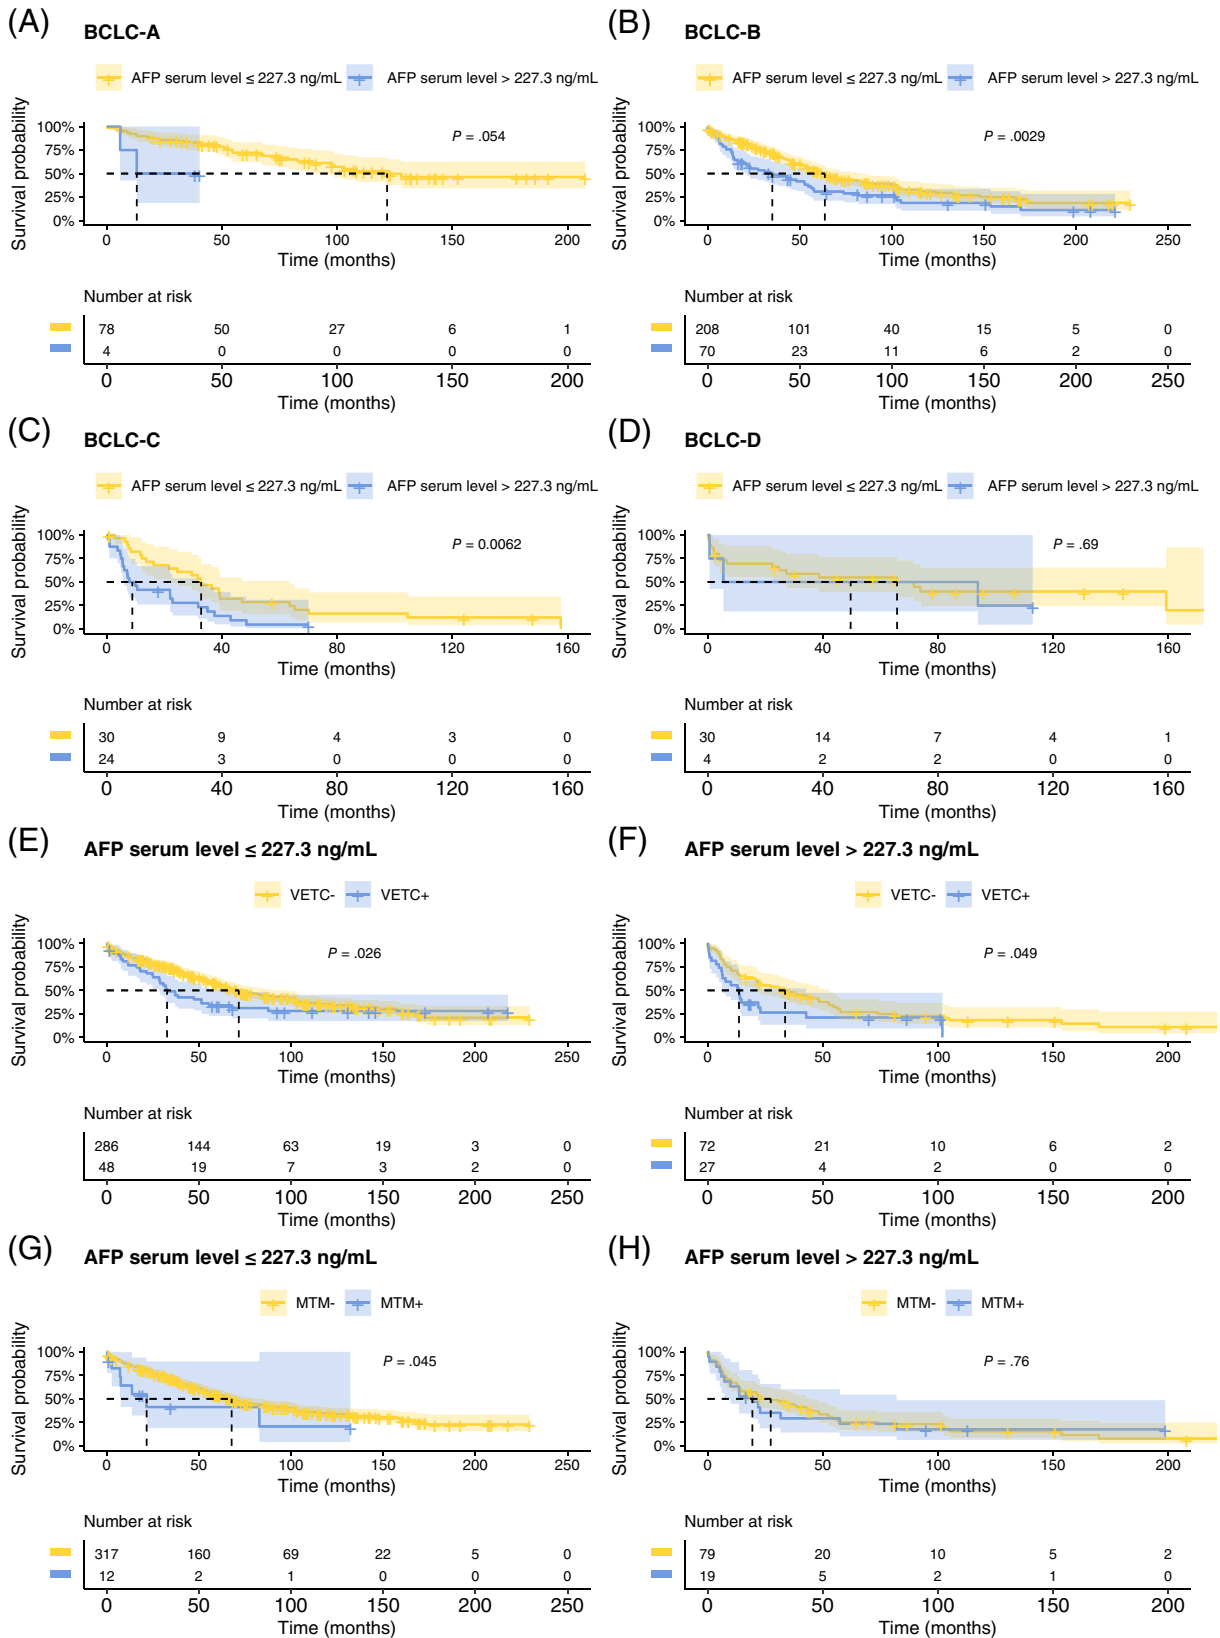 (A) BCLC-A
AFP serum level ≤ 227.3 ng/mL AFP serum level > 227.3 ng/mL
Survival probability
100%
75%
50%
25%
0%
P = .054
0 50 100 150 200
Time (months)
Number at risk
78 50 27 6 1
4 0 0 0 0
0 50 100 150 200
Time (months)
(B) BCLC-B
AFP serum level ≤ 227.3 ng/mL AFP serum level > 227.3 ng/mL
Survival probability
100%
75%
50%
25%
0%
P = .0029
0 50 100 150 200 250
Time (months)
Number at risk
208 101 40 15 5 0
70 23 11 6 2 0
0 50 100 150 200 250
Time (months)
(C) BCLC-C
AFP serum level ≤ 227.3 ng/mL AFP serum level > 227.3 ng/mL
Survival probability
100%
75%
50%
25%
0%
P = 0.0062
0 40 80 120 160
Time (months)
Number at risk
30 9 4 3 0
24 3 0 0 0
0 40 80 120 160
Time (months)
(D) BCLC-D
AFP serum level ≤ 227.3 ng/mL AFP serum level > 227.3 ng/mL
Survival probability
100%
75%
50%
25%
0%
P = .69
0 40 80 120 160
Time (months)
Number at risk
30 14 7 4 1
4 2 2 0 0
0 40 80 120 160
Time (months)
(E) AFP serum level ≤ 227.3 ng/mL
VETC- VETC+
Survival probability
100%
75%
50%
25%
0%
P = .026
0 50 100 150 200 250
Time (months)
Number at risk
286 144 63 19 3 0
48 19 7 3 2 0
0 50 100 150 200 250
Time (months)
(F) AFP serum level > 227.3 ng/mL
VETC- VETC+
Survival probability
100%
75%
50%
25%
0%
P = .049
0 50 100 150 200
Time (months)
Number at risk
72 21 10 6 2
27 4 2 0 0
0 50 100 150 200
Time (months)
(G) AFP serum level ≤ 227.3 ng/mL
MTM- MTM+
Survival probability
100%
75%
50%
25%
0%
P = .045
0 50 100 150 200 250
Time (months)
Number at risk
317 160 69 22 5 0
12 2 1 0 0 0
0 50 100 150 200 250
Time (months)
(H) AFP serum level > 227.3 ng/mL
MTM- MTM+
Survival probability
100%
75%
50%
25%
0%
P = .76
0 50 100 150 200
Time (months)
Number at risk
79 20 10 5 2
19 5 2 1 0
0 50 100 150 200
Time (months)